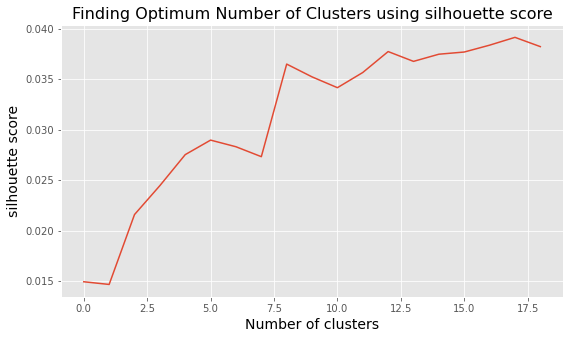 Finding Optimum Number of Clusters using silhouette score
0.040
0.035
0.030
0.025
0.020
0.015
silhouette score
0.0 2.5 5.0 7.5 10.0 12.5 15.0 17.5
Number of clusters